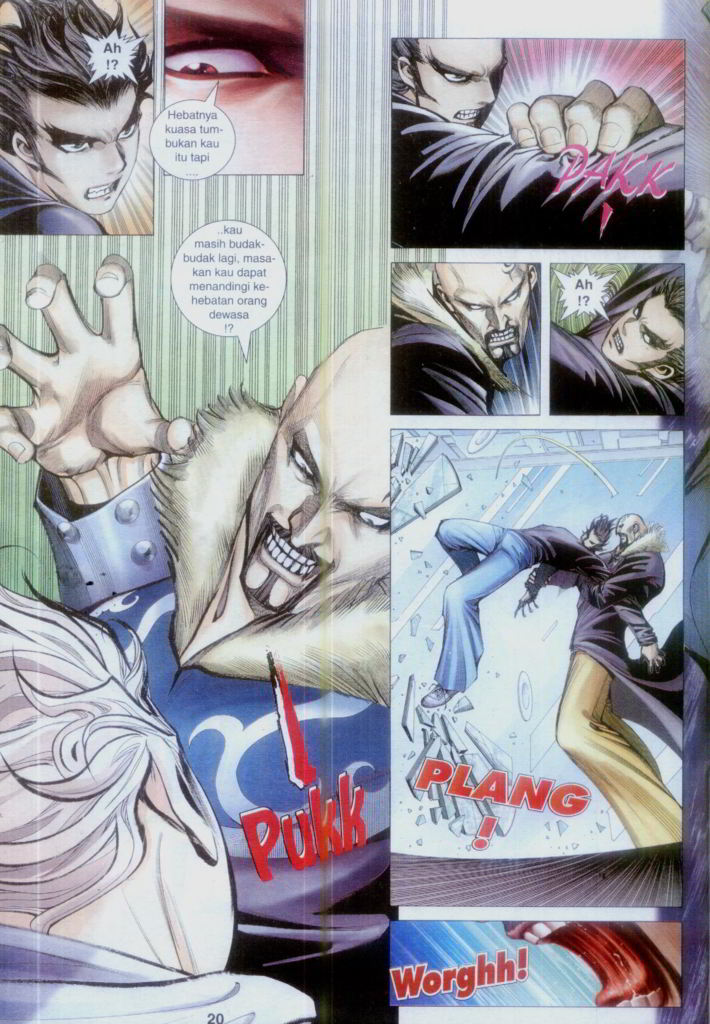 Ah
!?
Hebatnya
kuasa tum-
bukan kau
itu tapi
....
..kau
masih budak-
budak lagi, masa-
kan kau dapat
menandingi ke-
hebatan orang
dewasa
!?
PUKK
!
20
PAKK
!
Ah
!?
PLANG
!
Worghh!